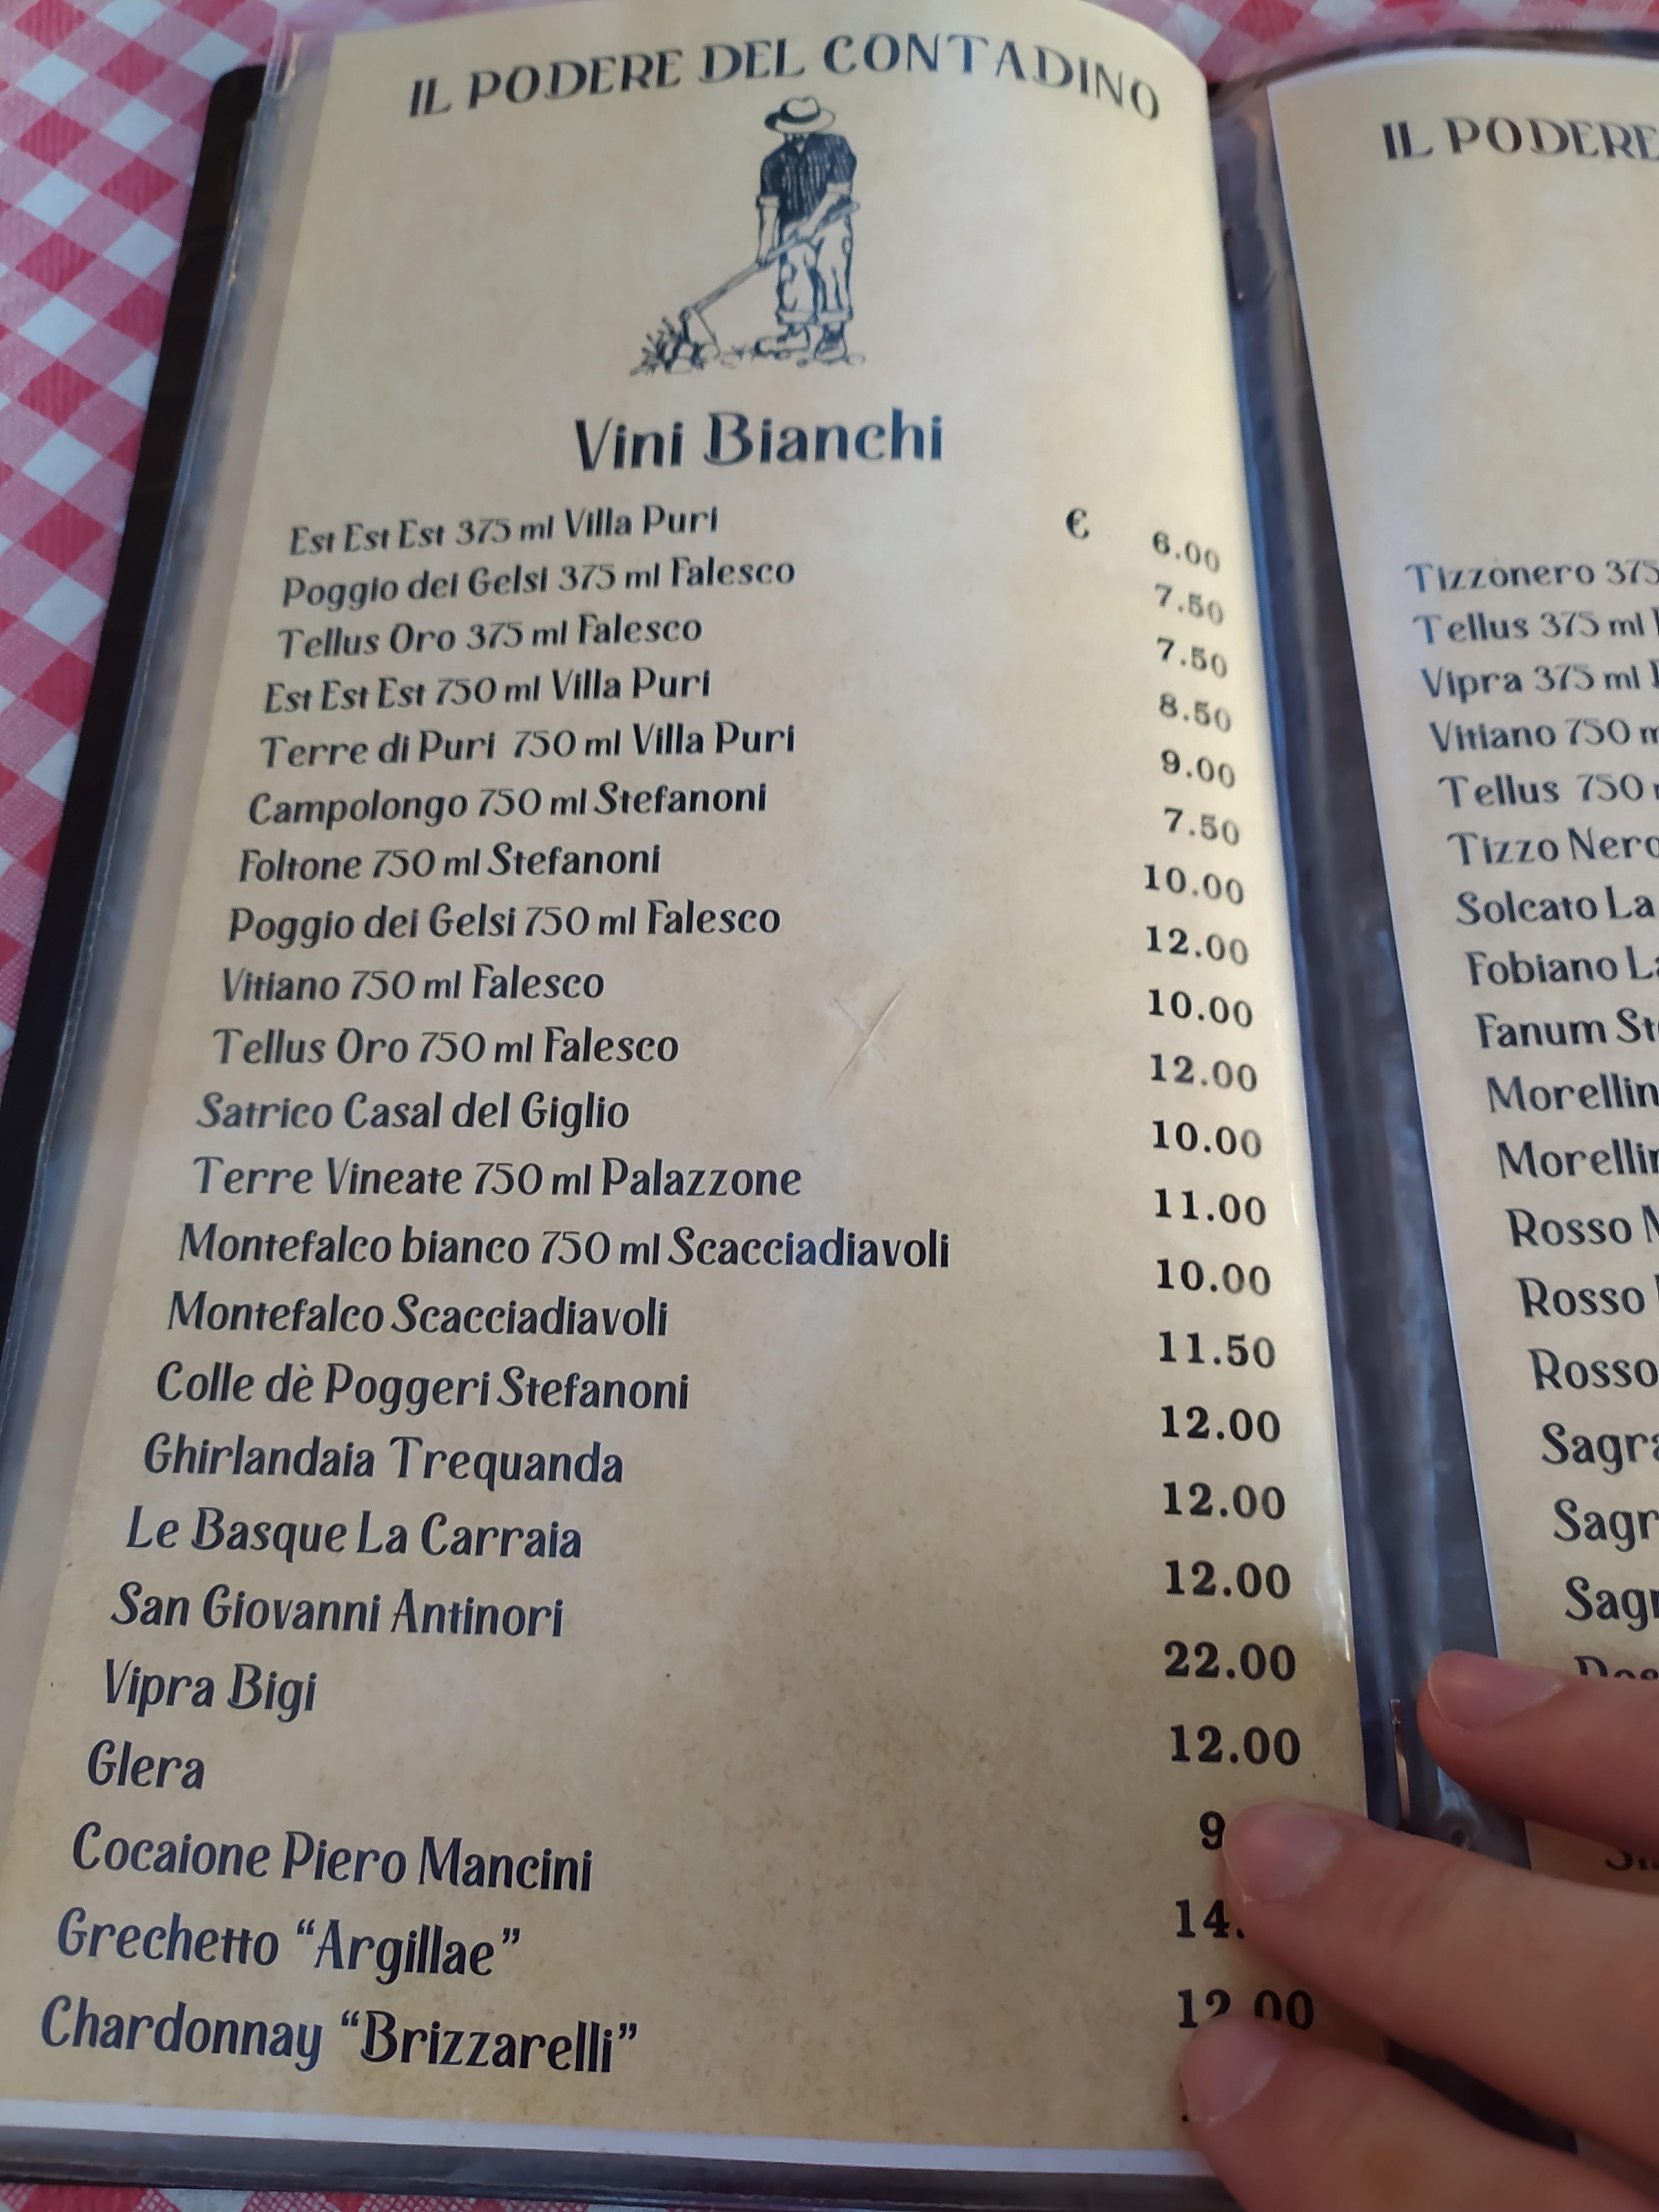 IL PODERE DEL CONTADINO
Vini Bianchi
Est Est Est 375 ml Villa Puri € 6.00
Poggio dei Gelsi 375 ml Falesco 7.50
Tellus Oro 375 ml Falesco 7.50
Est Est Est 750 ml Villa Puri 8.50
Terre di Puri 750 ml Villa Puri 9.00
Campolongo 750 ml Stefanoni 7.50
Foltone 750 ml Stefanoni 10.00
Poggio dei Gelsi 750 ml Falesco 12.00
Vitiano 750 ml Falesco 10.00
Tellus Oro 750 ml Falesco 12.00
Satrico Casal del Giglio 10.00
Terre Vineate 750 ml Palazzone 11.00
Montefalco bianco 750 ml Scacciadiavoli 10.00
Montefalco Scacciadiavoli 11.50
Colle dè Poggeri Stefanoni 12.00
Ghirlandaia Trequanda 12.00
Le Basque La Carraia 12.00
San Giovanni Antinori 22.00
Vipra Bigi 12.00
Glera 9
Cocaione Piero Mancini 14.
Grechetto “Argillae” 12.00
Chardonnay “Brizzarelli”
IL PODERE
Tizzonero 375
Tellus 375 ml
Vipra 375 ml
Vitiano 750
Tellus 750
Tizzo Nero
Solcato La
Fobiano
Fanum
Rosso
Rosso
Rosso